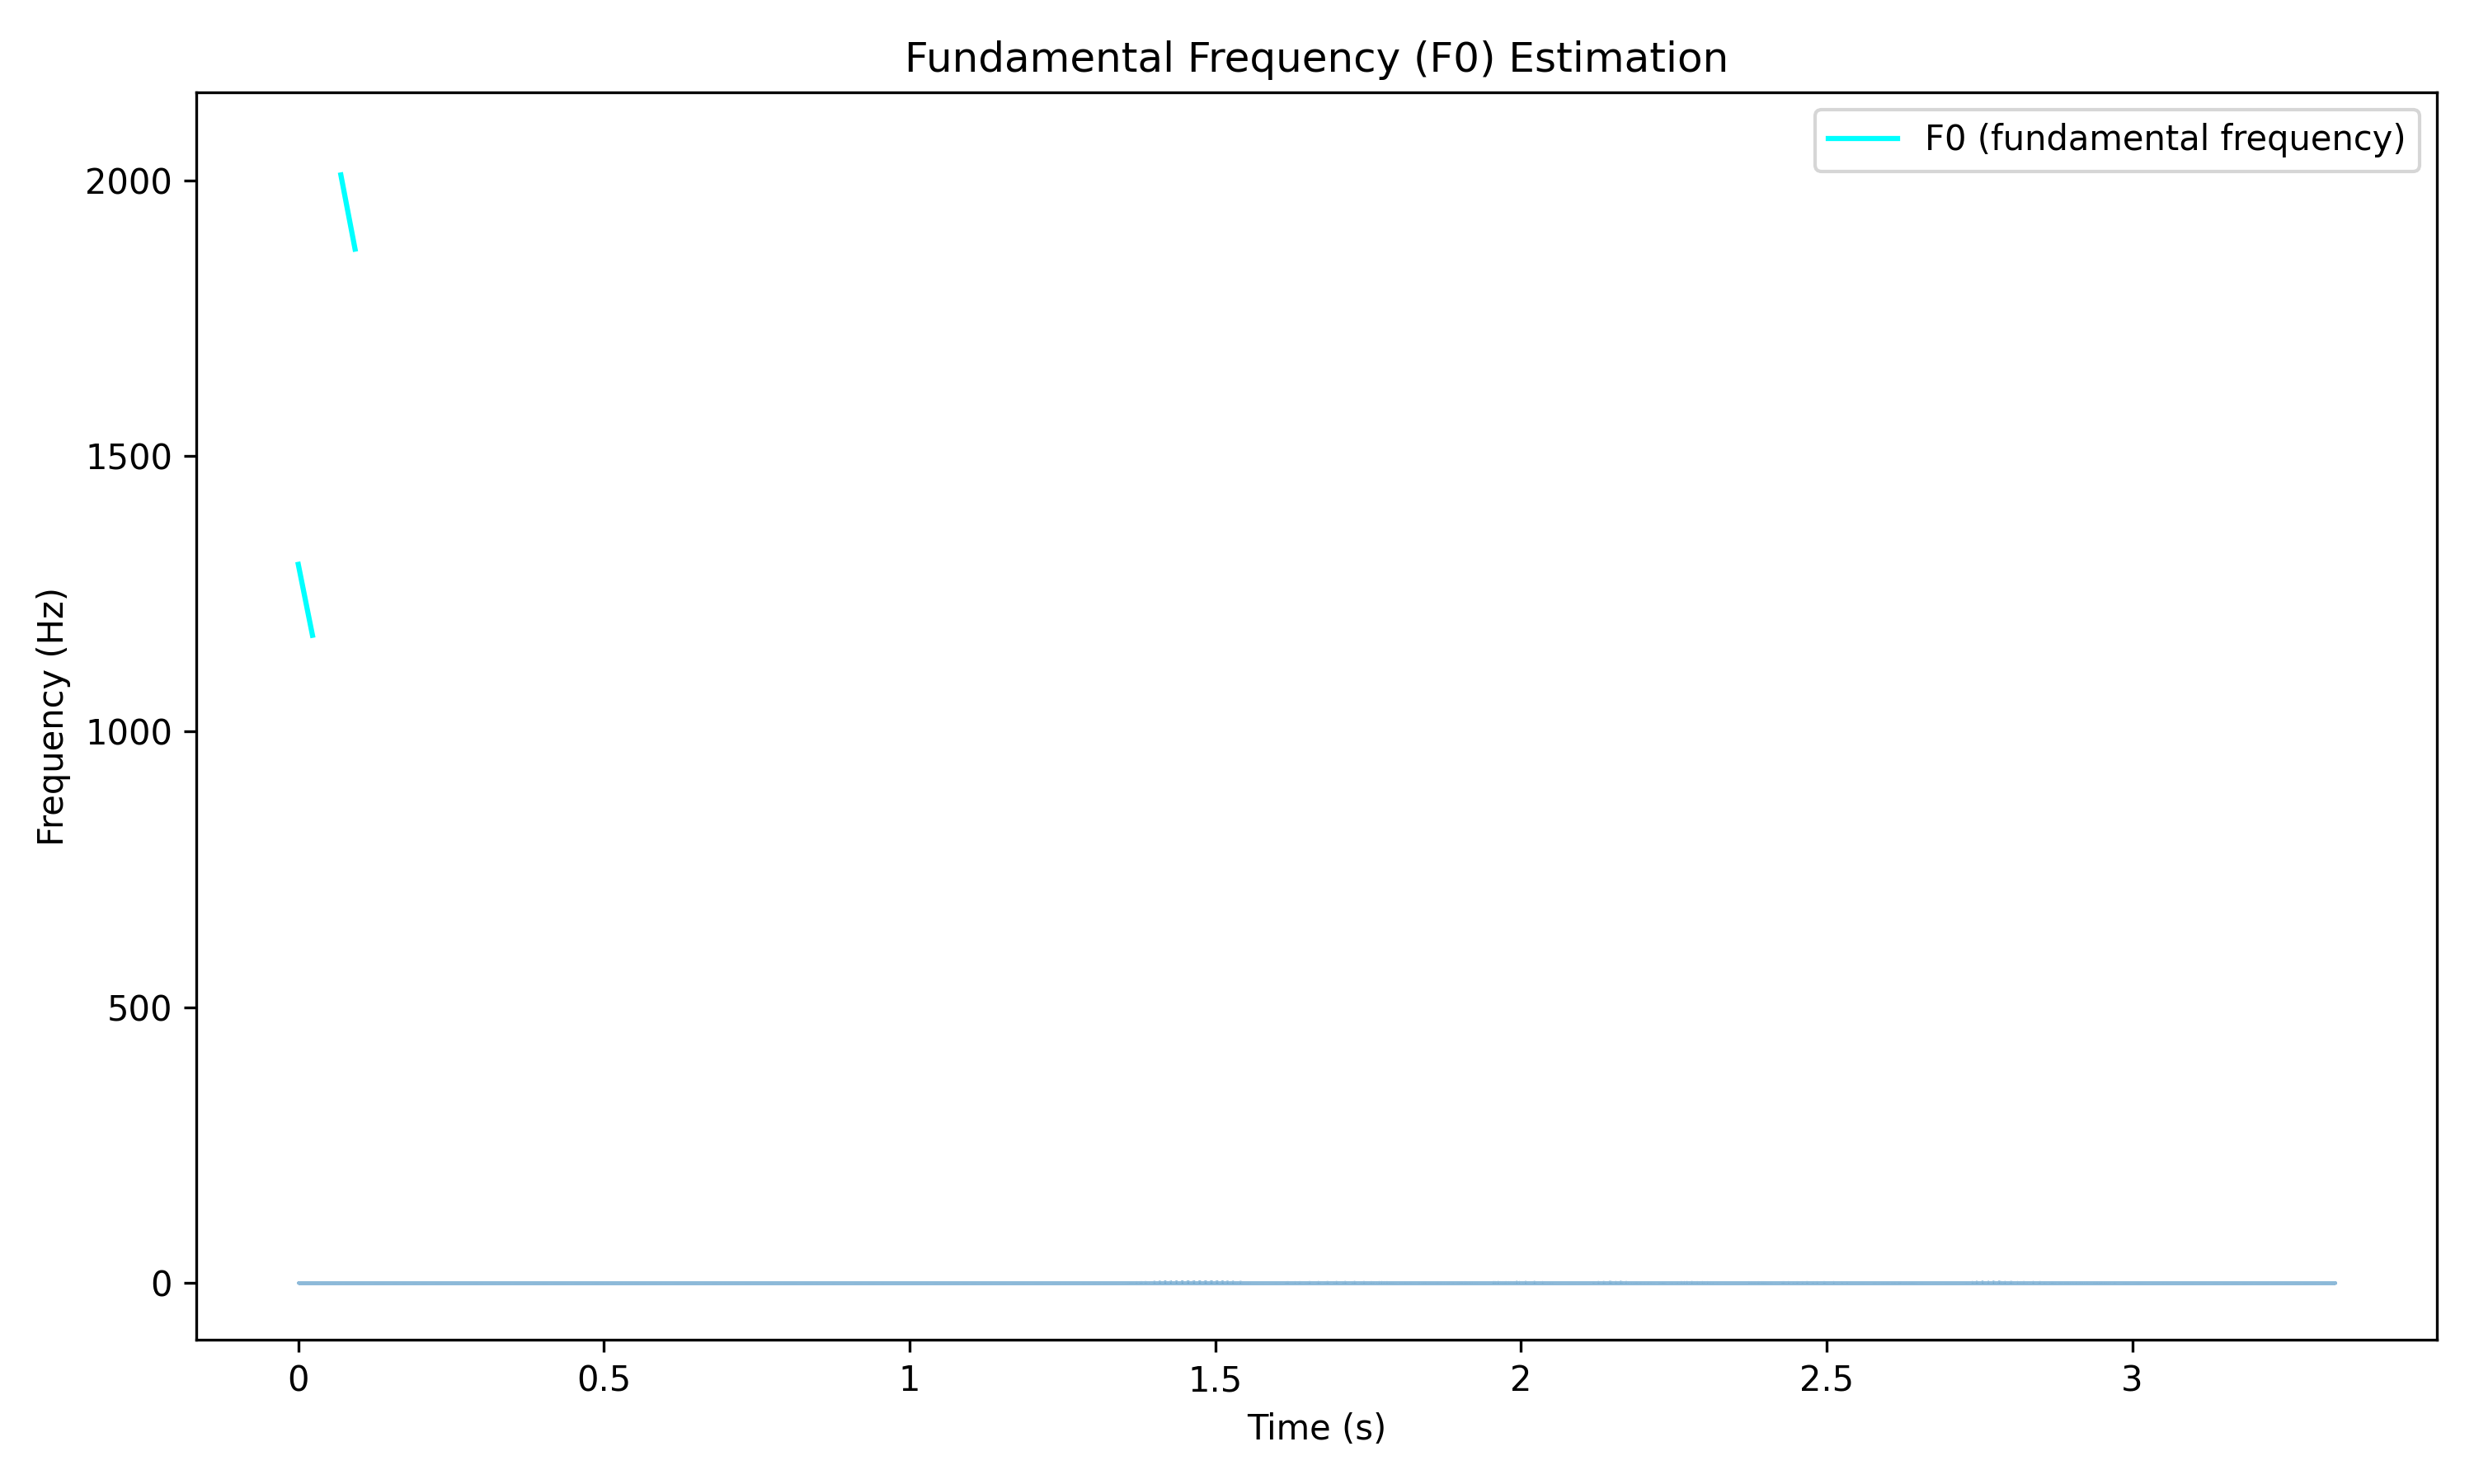 Fundamental Frequency (F0) Estimation
F0 (fundamental frequency)
2000
1500
1000
500
0
Frequency (Hz)
0 0.5 1 1.5 2 2.5 3
Time (s)